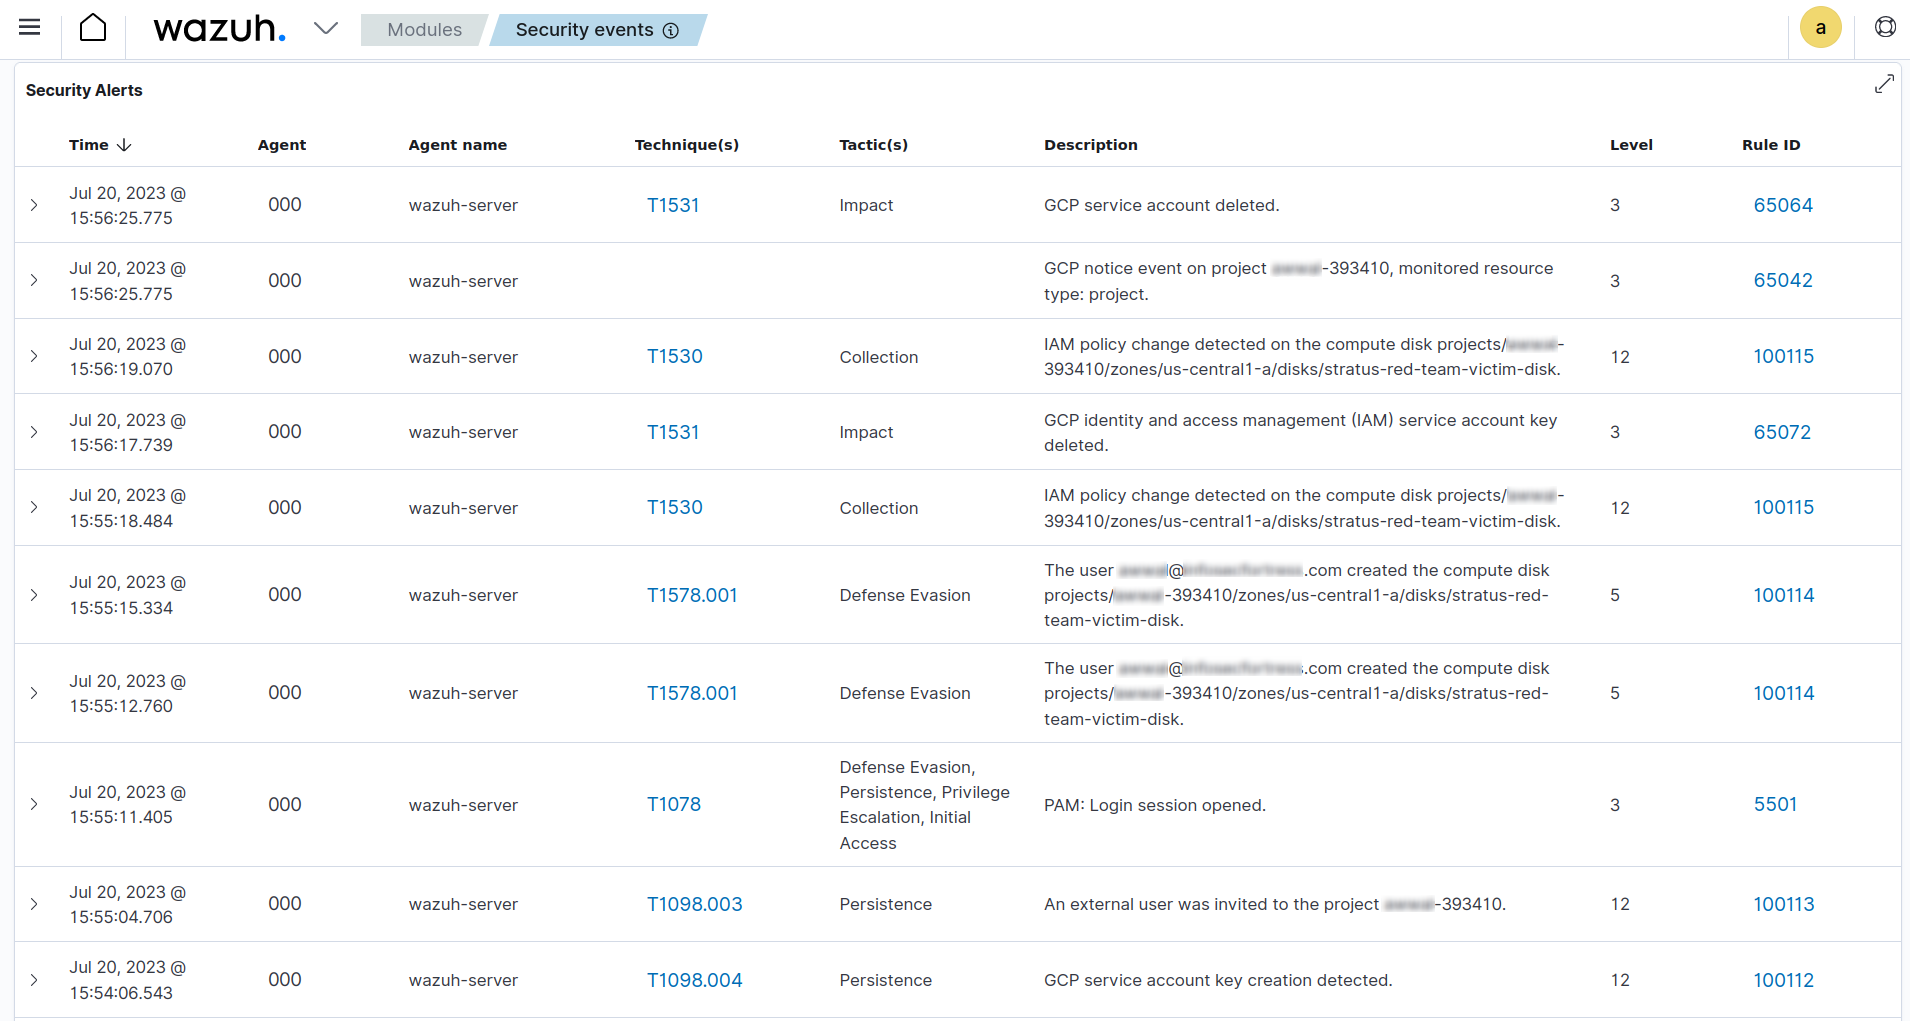 wazuh.
Modules
Security events
a
Security Alerts
Time Agent Agent name Technique(s) Tactic(s) Description Level Rule ID
Jul 20, 2023 @
15:56:25.775
000 wazuh-server T1531 Impact GCP service account deleted. 3 65064
Jul 20, 2023 @
15:56:25.775
000 wazuh-server
GCP notice event on project -393410, monitored resource
type: project.
3 65042
Jul 20, 2023 @
15:56:19.070
000 wazuh-server T1530 Collection
IAM policy change detected on the compute disk projects/ -
393410/zones/us-central1-a/disks/stratus-red-team-victim-disk.
12 100115
Jul 20, 2023 @
15:56:17.739
000 wazuh-server T1531 Impact
GCP identity and access management (IAM) service account key
deleted.
3 65072
Jul 20, 2023 @
15:55:18.484
000 wazuh-server T1530 Collection
IAM policy change detected on the compute disk projects/ -
393410/zones/us-central1-a/disks/stratus-red-team-victim-disk.
12 100115
Jul 20, 2023 @
15:55:15.334
000 wazuh-server T1578.001 Defense Evasion
The user @ .com created the compute disk
projects/ -393410/zones/us-central1-a/disks/stratus-red-
team-victim-disk.
5 100114
Jul 20, 2023 @
15:55:12.760
000 wazuh-server T1578.001 Defense Evasion
The user @ .com created the compute disk
projects/ -393410/zones/us-central1-a/disks/stratus-red-
team-victim-disk.
5 100114
Jul 20, 2023 @
15:55:11.405
000 wazuh-server T1078
Defense Evasion,
Persistence, Privilege
Escalation, Initial
Access
PAM: Login session opened. 3 5501
Jul 20, 2023 @
15:55:04.706
000 wazuh-server T1098.003 Persistence An external user was invited to the project -393410. 12 100113
Jul 20, 2023 @
15:54:06.543
000 wazuh-server T1098.004 Persistence GCP service account key creation detected. 12 100112